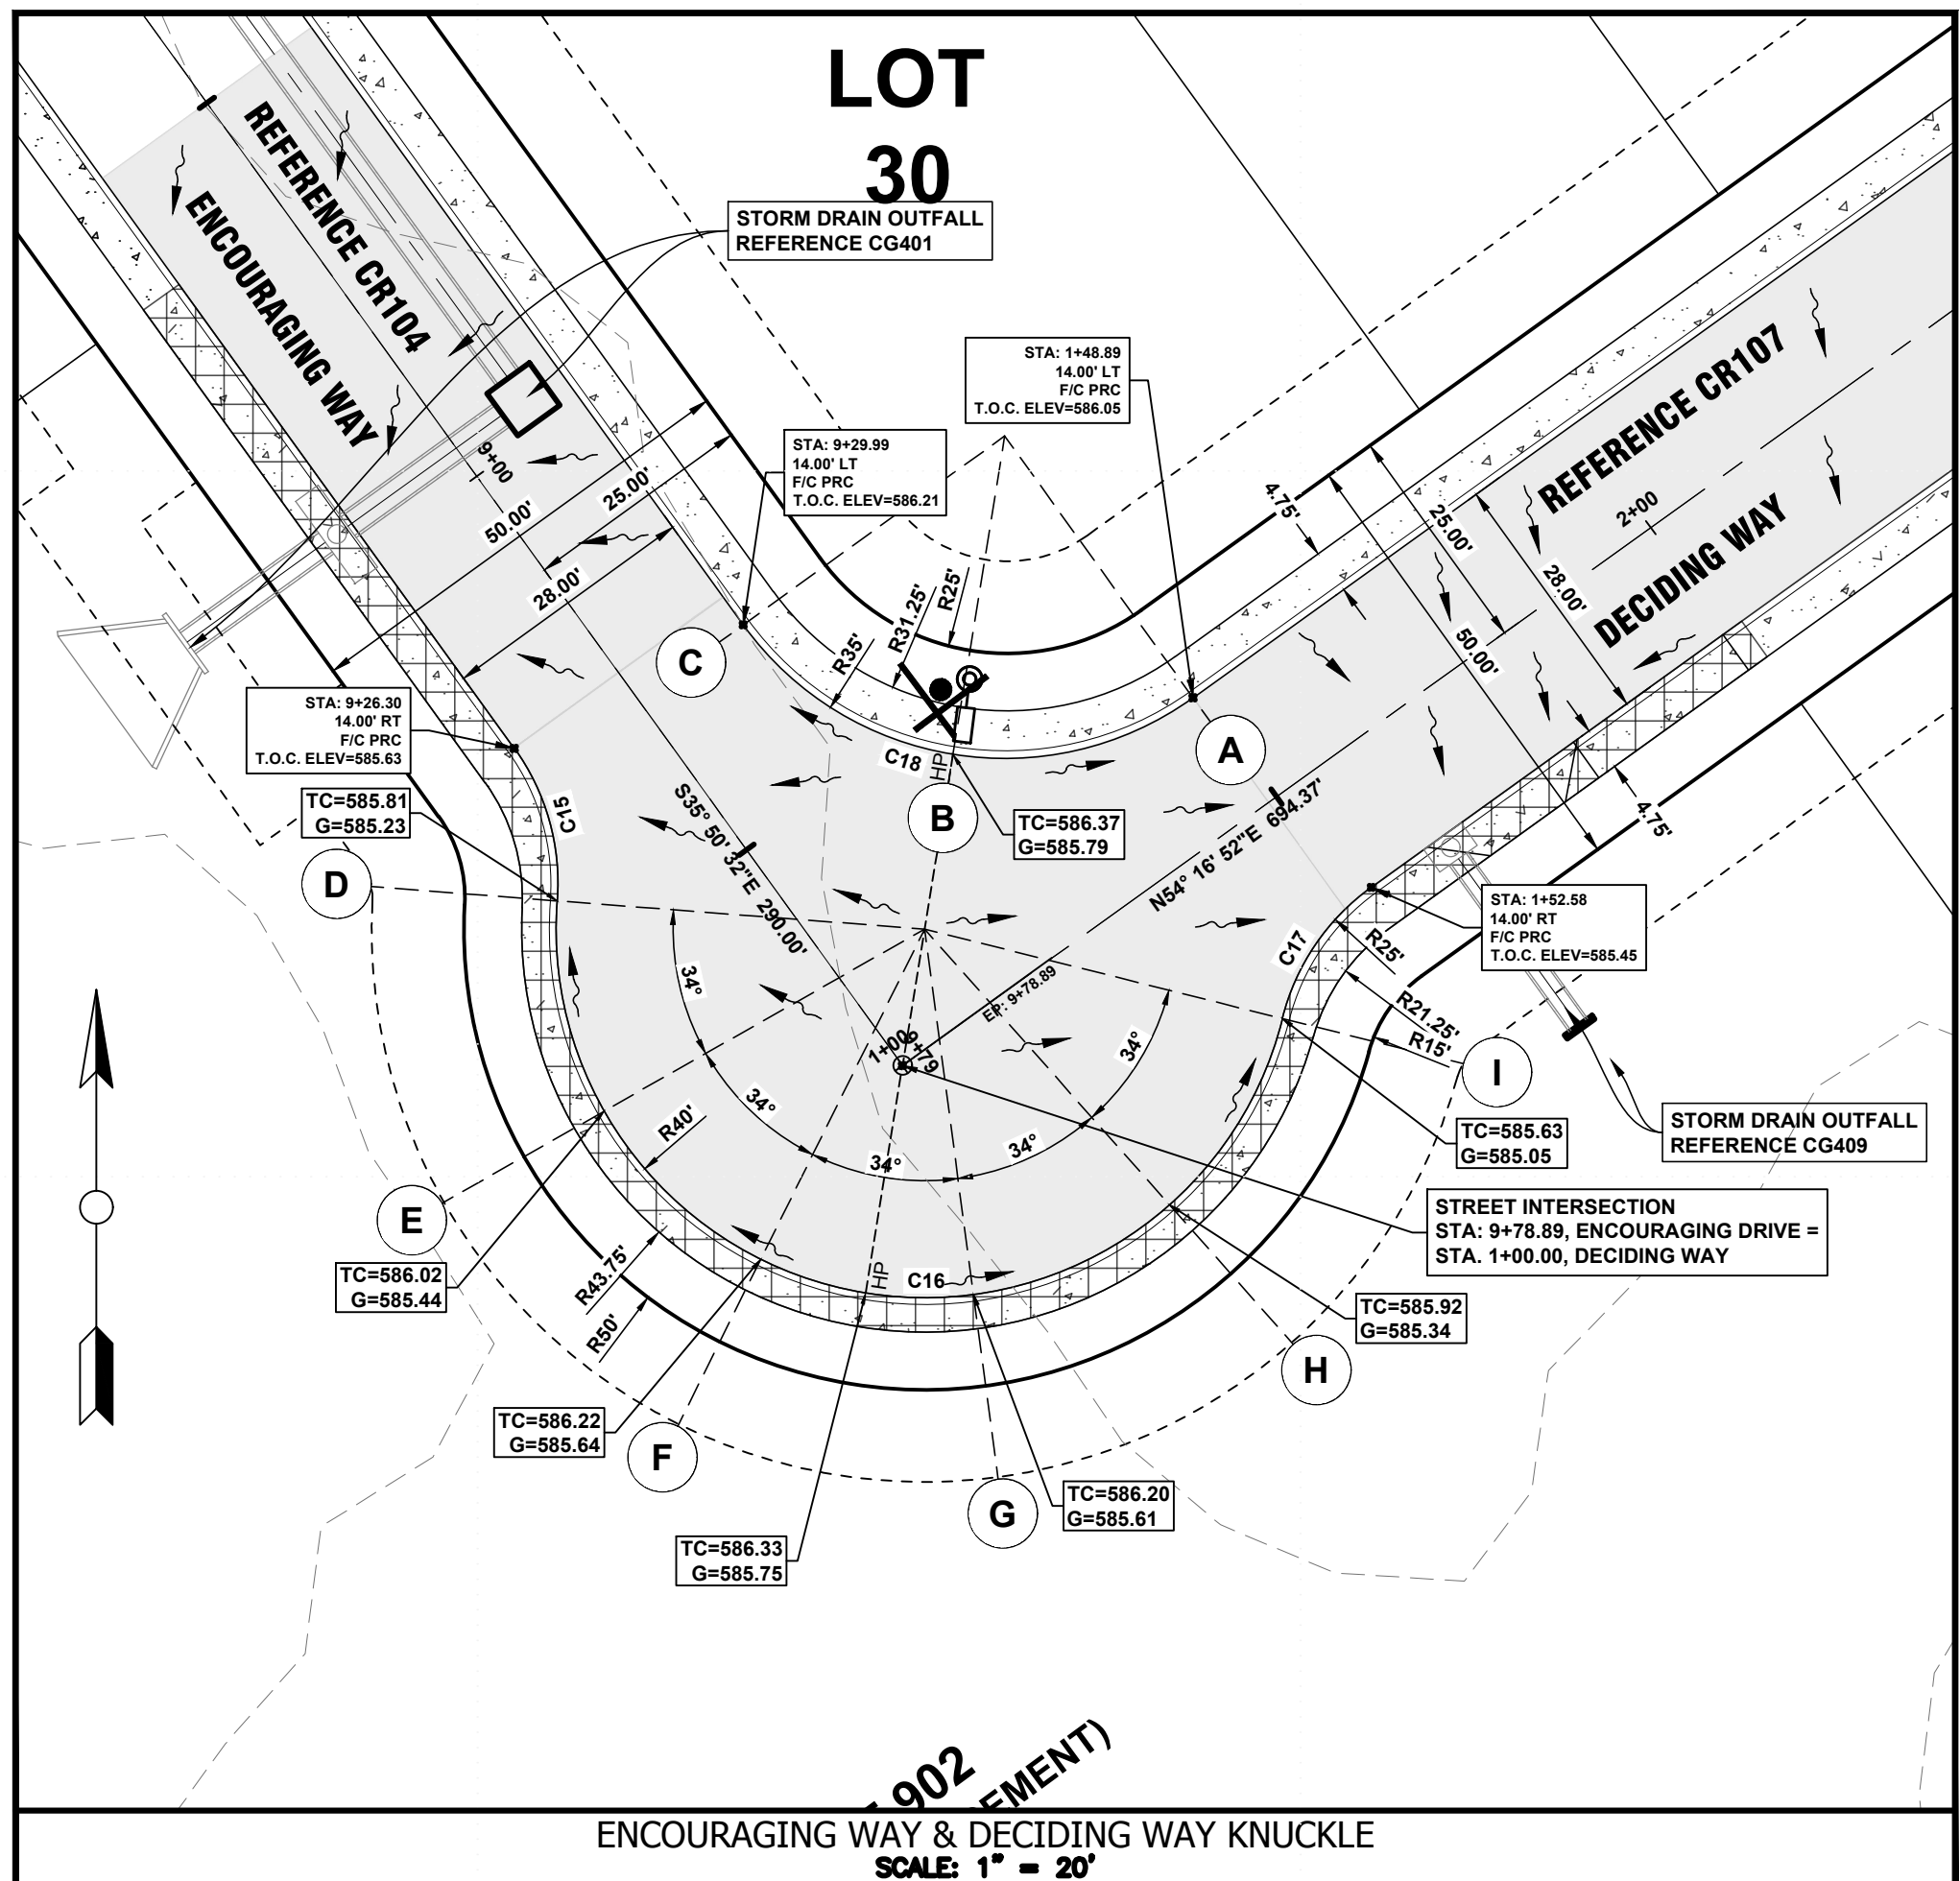 LOT
30
REFERENCE CR104
ENCOURAGING WAY
STORM DRAIN OUTFALL
REFERENCE CG401
STA: 1+48.89
14.00' LT
F/C PRC
T.O.C. ELEV=586.05
STA: 9+29.99
14.00' LT
F/C PRC
T.O.C. ELEV=586.21
9+00
50.00'
25.00'
28.00'
4.75'
25.00'
28.00'
50.00'
4.75'
REFERENCE CR107
2+00
DECIDING WAY
R35'
R31.25'
R25'
C
A
B
C18
HP
STA: 9+26.30
14.00' RT
F/C PRC
T.O.C. ELEV=585.63
TC=585.81
G=585.23
C15
D
TC=586.37
G=585.79
S35° 50' 32"E 290.00'
N54° 16' 52"E 694.37'
EP: 9+78.89
1+00
9+79
STA: 1+52.58
14.00' RT
F/C PRC
T.O.C. ELEV=585.45
C17
R25'
R21.25'
R15'
I
34°
34°
34°
34°
34°
R40'
TC=585.63
G=585.05
STORM DRAIN OUTFALL
REFERENCE CG409
STREET INTERSECTION
STA: 9+78.89, ENCOURAGING DRIVE =
STA. 1+00.00, DECIDING WAY
E
TC=586.02
G=585.44
R43.75'
R50'
HP
C16
TC=585.92
G=585.34
H
TC=586.22
G=585.64
F
G
TC=586.20
G=585.61
TC=586.33
G=585.75
902
EMENT)
ENCOURAGING WAY & DECIDING WAY KNUCKLE
SCALE: 1" = 20'